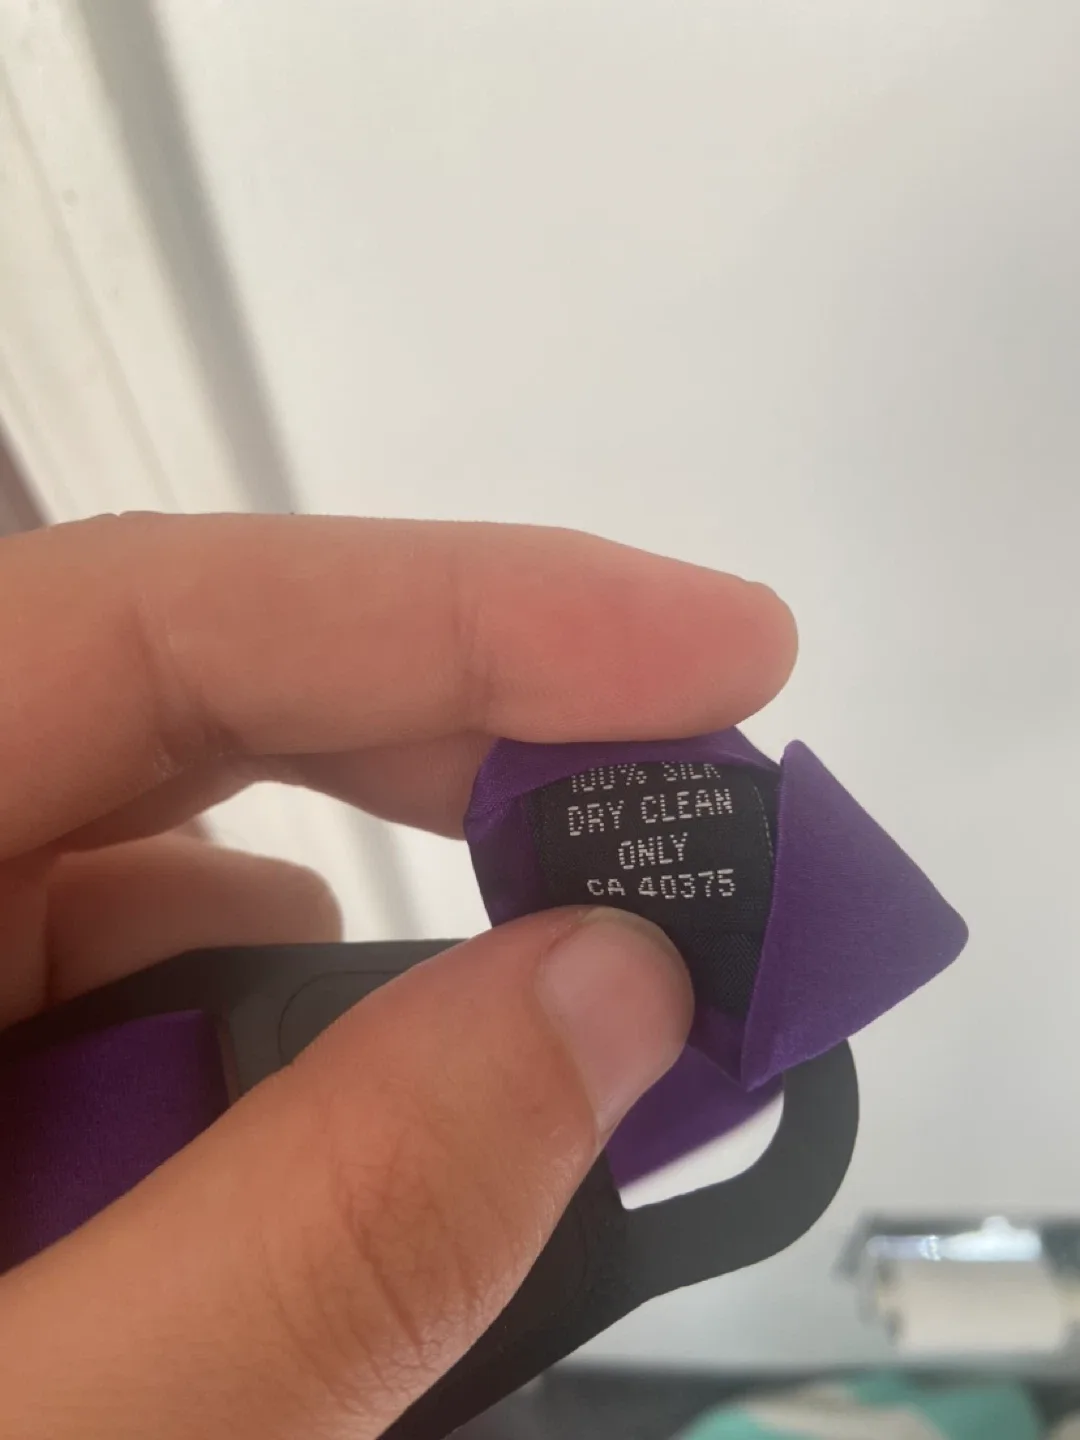 100% SILK
DRY CLEAN
ONLY
CA 40375